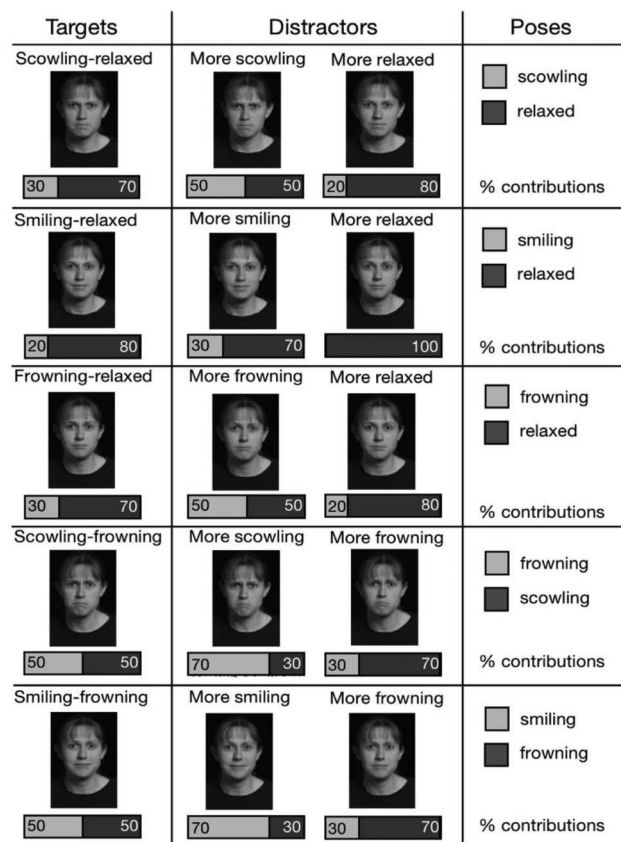 Targets Distractors Poses
Scowling-relaxed More scowling More relaxed
scowling
relaxed
30 70 50 50 20 80 % contributions
Smiling-relaxed More smiling More relaxed
smiling
relaxed
20 80 30 70 100 % contributions
Frowning-relaxed More frowning More relaxed
frowning
relaxed
30 70 50 50 20 80 % contributions
Scowling-frowning More scowling More frowning
frowning
scowling
50 50 70 30 30 70 % contributions
Smiling-frowning More smiling More frowning
smiling
frowning
50 50 70 30 30 70 % contributions